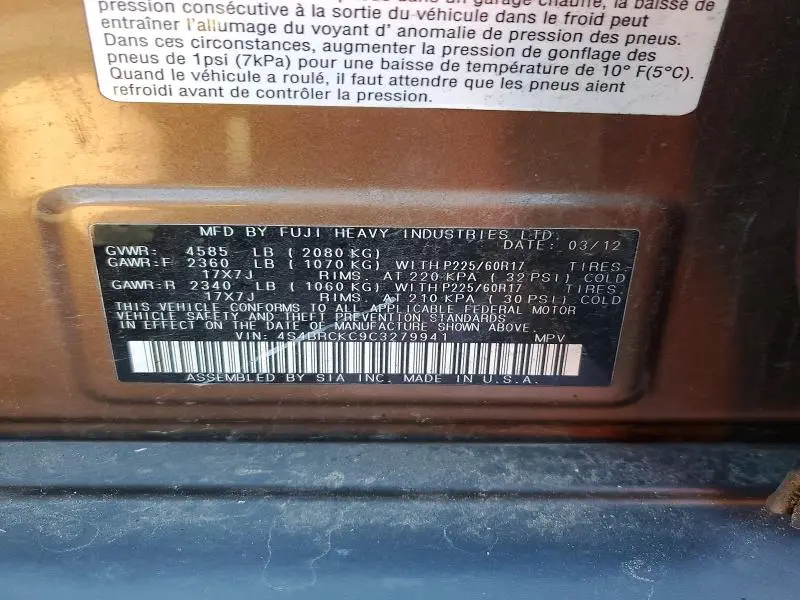 un garage chauffé, la baisse de
pression consécutive à la sortie du véhicule dans le froid peut
entraîner l'allumage du voyant d' anomalie de pression des pneus.
Dans ces circonstances, augmenter la pression de gonflage des
pneus de 1psi (7kPa) pour une baisse de température de 10° F(5°C).
Quand le véhicule a roulé, il faut attendre que les pneus aient
refroidi avant de contrôler la pression.
MFD BY FUJI HEAVY INDUSTRIES LTD.
DATE: 03/12
GVWR: 4585 LB ( 2080 KG)
GAWR:F 2360 LB ( 1070 KG) WITH P225/60R17 TIRES
17X7J RIMS. AT 220 KPA ( 32 PSI) COLD
GAWR:R 2340 LB ( 1060 KG) WITH P225/60R17 TIRES
17X7J RIMS. AT 210 KPA ( 30 PSI) COLD
THIS VEHICLE CONFORMS TO ALL APPLICABLE FEDERAL MOTOR
VEHICLE SAFETY AND THEFT PREVENTION STANDARDS
IN EFFECT ON THE DATE OF MANUFACTURE SHOWN ABOVE.
VIN: 4S4BRCKC9C3279941 MPV
ASSEMBLED BY SIA INC. MADE IN U.S.A.